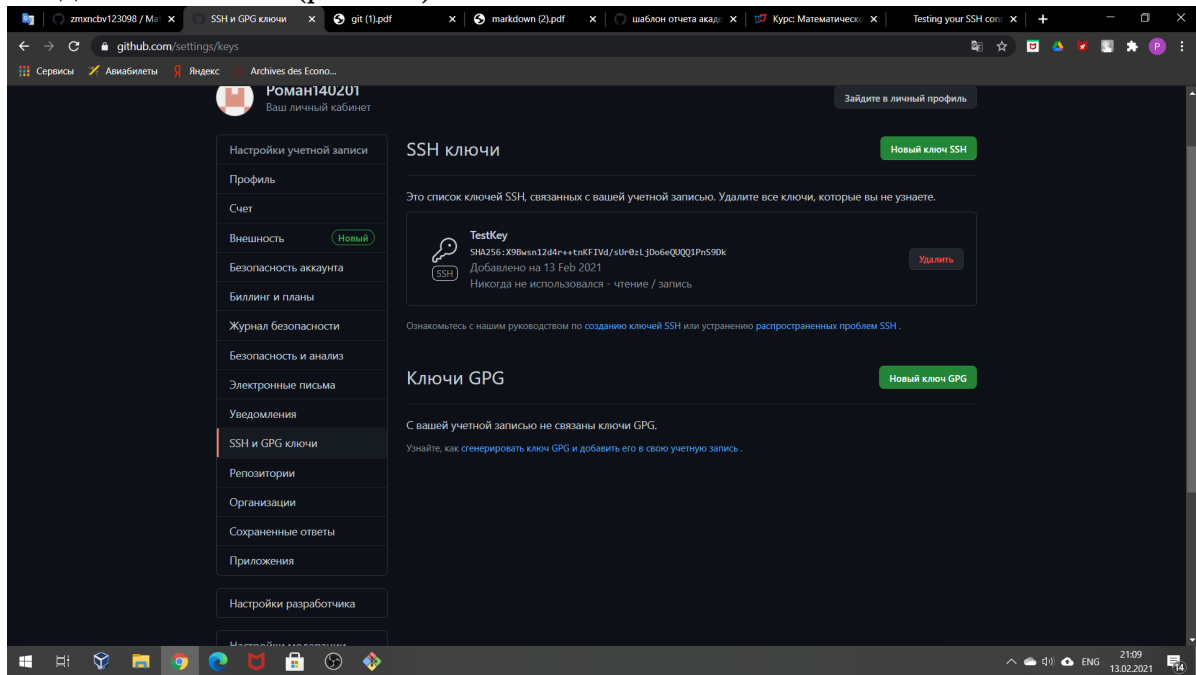 zmxncbv123098 / Mat
SSH и GPG ключи
git (1).pdf
markdown (2).pdf
шаблон отчета акаде
Курс: Математическо
Testing your SSH conn
github.com/settings/keys
Сервисы
Авиабилеты
Яндекс
Archives des Econo...
Роман140201
Ваш личный кабинет
Зайдите в личный профиль
Настройки учетной записи
Профиль
Счет
Внешность
Новый
Безопасность аккаунта
Биллинг и планы
Журнал безопасности
Безопасность и анализ
Электронные письма
Уведомления
SSH и GPG ключи
Репозитории
Организации
Сохраненные ответы
Приложения
Настройки разработчика
SSH ключи
Новый ключ SSH
Это список ключей SSH, связанных с вашей учетной записью. Удалите все ключи, которые вы не узнаете.
TestKey
SHA256:X9Bwsn12d4r++tnKFIVd/sUr0zLjDo6eQUQQ1PnS9Dk
SSH
Добавлено на 13 Feb 2021
Никогда не использовался - чтение / запись
Удалить
Ознакомьтесь с нашим руководством по созданию ключей SSH или устранению распространенных проблем SSH .
Ключи GPG
Новый ключ GPG
С вашей учетной записью не связаны ключи GPG.
Узнайте, как сгенерировать ключ GPG и добавить его в свою учетную запись .
ENG
21:09
13.02.2021
14